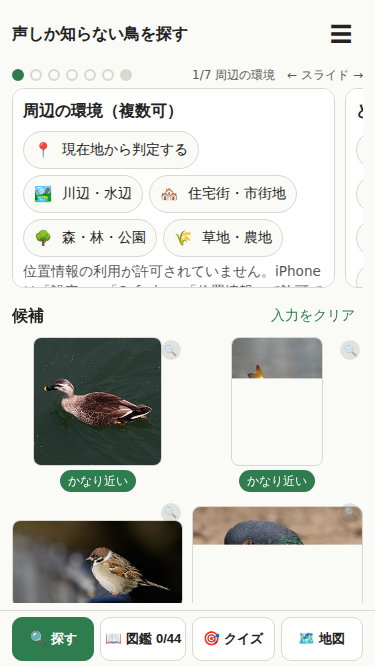 声しか知らない鳥を探す
1/7 周辺の環境 ← スライド →
周辺の環境（複数可）
現在地から判定する
川辺・水辺 住宅街・市街地
森・林・公園 草地・農地
位置情報の利用が許可されていません。iPhone
候補 入力をクリア
かなり近い かなり近い
探す 図鑑 0/44 クイズ 地図